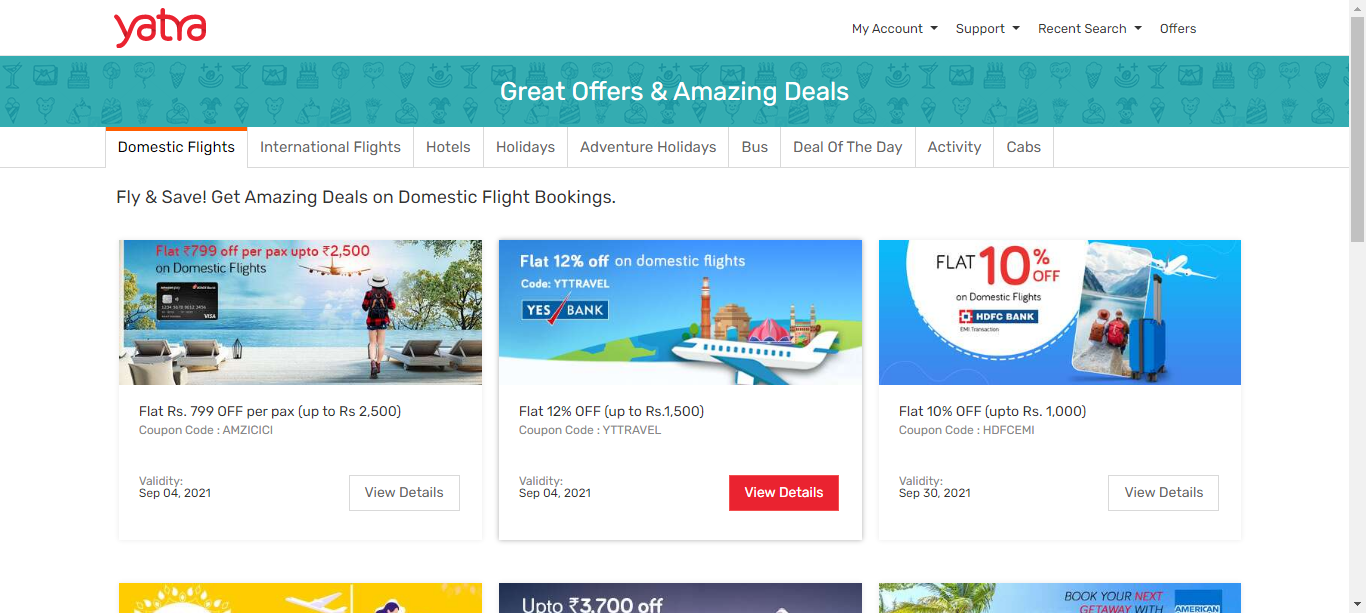 yatra
My Account
Support
Recent Search
Offers
Great Offers & Amazing Deals
Domestic Flights
International Flights
Hotels
Holidays
Adventure Holidays
Bus
Deal Of The Day
Activity
Cabs
Fly & Save! Get Amazing Deals on Domestic Flight Bookings.
Flat ₹799 off per pax upto ₹2,500
on Domestic Flights
VISA
Flat Rs. 799 OFF per pax (up to Rs 2,500)
Coupon Code : AMZICICI
Validity:
Sep 04, 2021
View Details
Flat 12% off on domestic flights
Code: YTTRAVEL
YES BANK
Flat 12% OFF (up to Rs.1,500)
Coupon Code : YTTRAVEL
Validity:
Sep 04, 2021
View Details
FLAT 10% OFF
on Domestic Flights
HDFC BANK
EMI Transaction
Flat 10% OFF (upto Rs. 1,000)
Coupon Code : HDFCEMI
Validity:
Sep 30, 2021
View Details
Upto ₹3,700 off
BOOK YOUR NEXT
GETAWAY WITH
AMERICAN